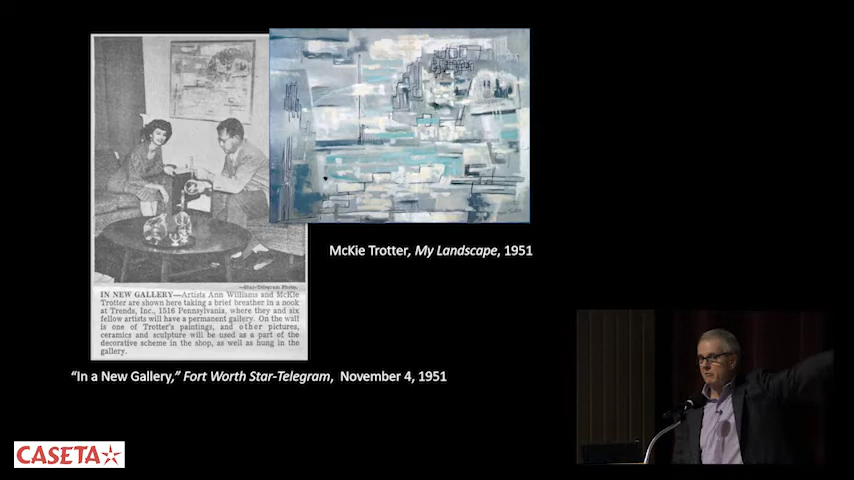 McKie Trotter, My Landscape, 1951
—Star-Telegram Photo.
IN NEW GALLERY—Artists Ann Williams and McKie
Trotter are shown here taking a brief breather in a nook
at Trends, Inc., 1516 Pennsylvania, where they and six
fellow artists will have a permanent gallery. On the wall
is one of Trotter's paintings, and other pictures,
ceramics and sculpture will be used as a part of the
decorative scheme in the shop, as well as hung in the
gallery.
“In a New Gallery,” Fort Worth Star-Telegram, November 4, 1951
CASETA